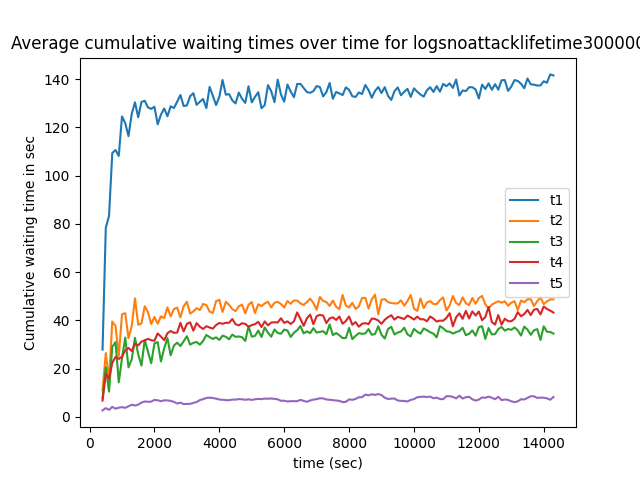 Average cumulative waiting times over time for logsnoattacklifetime300000
Cumulative waiting time in sec
140
120
100
80
60
40
20
0
t1
t2
t3
t4
t5
0 2000 4000 6000 8000 10000 12000 14000
time (sec)